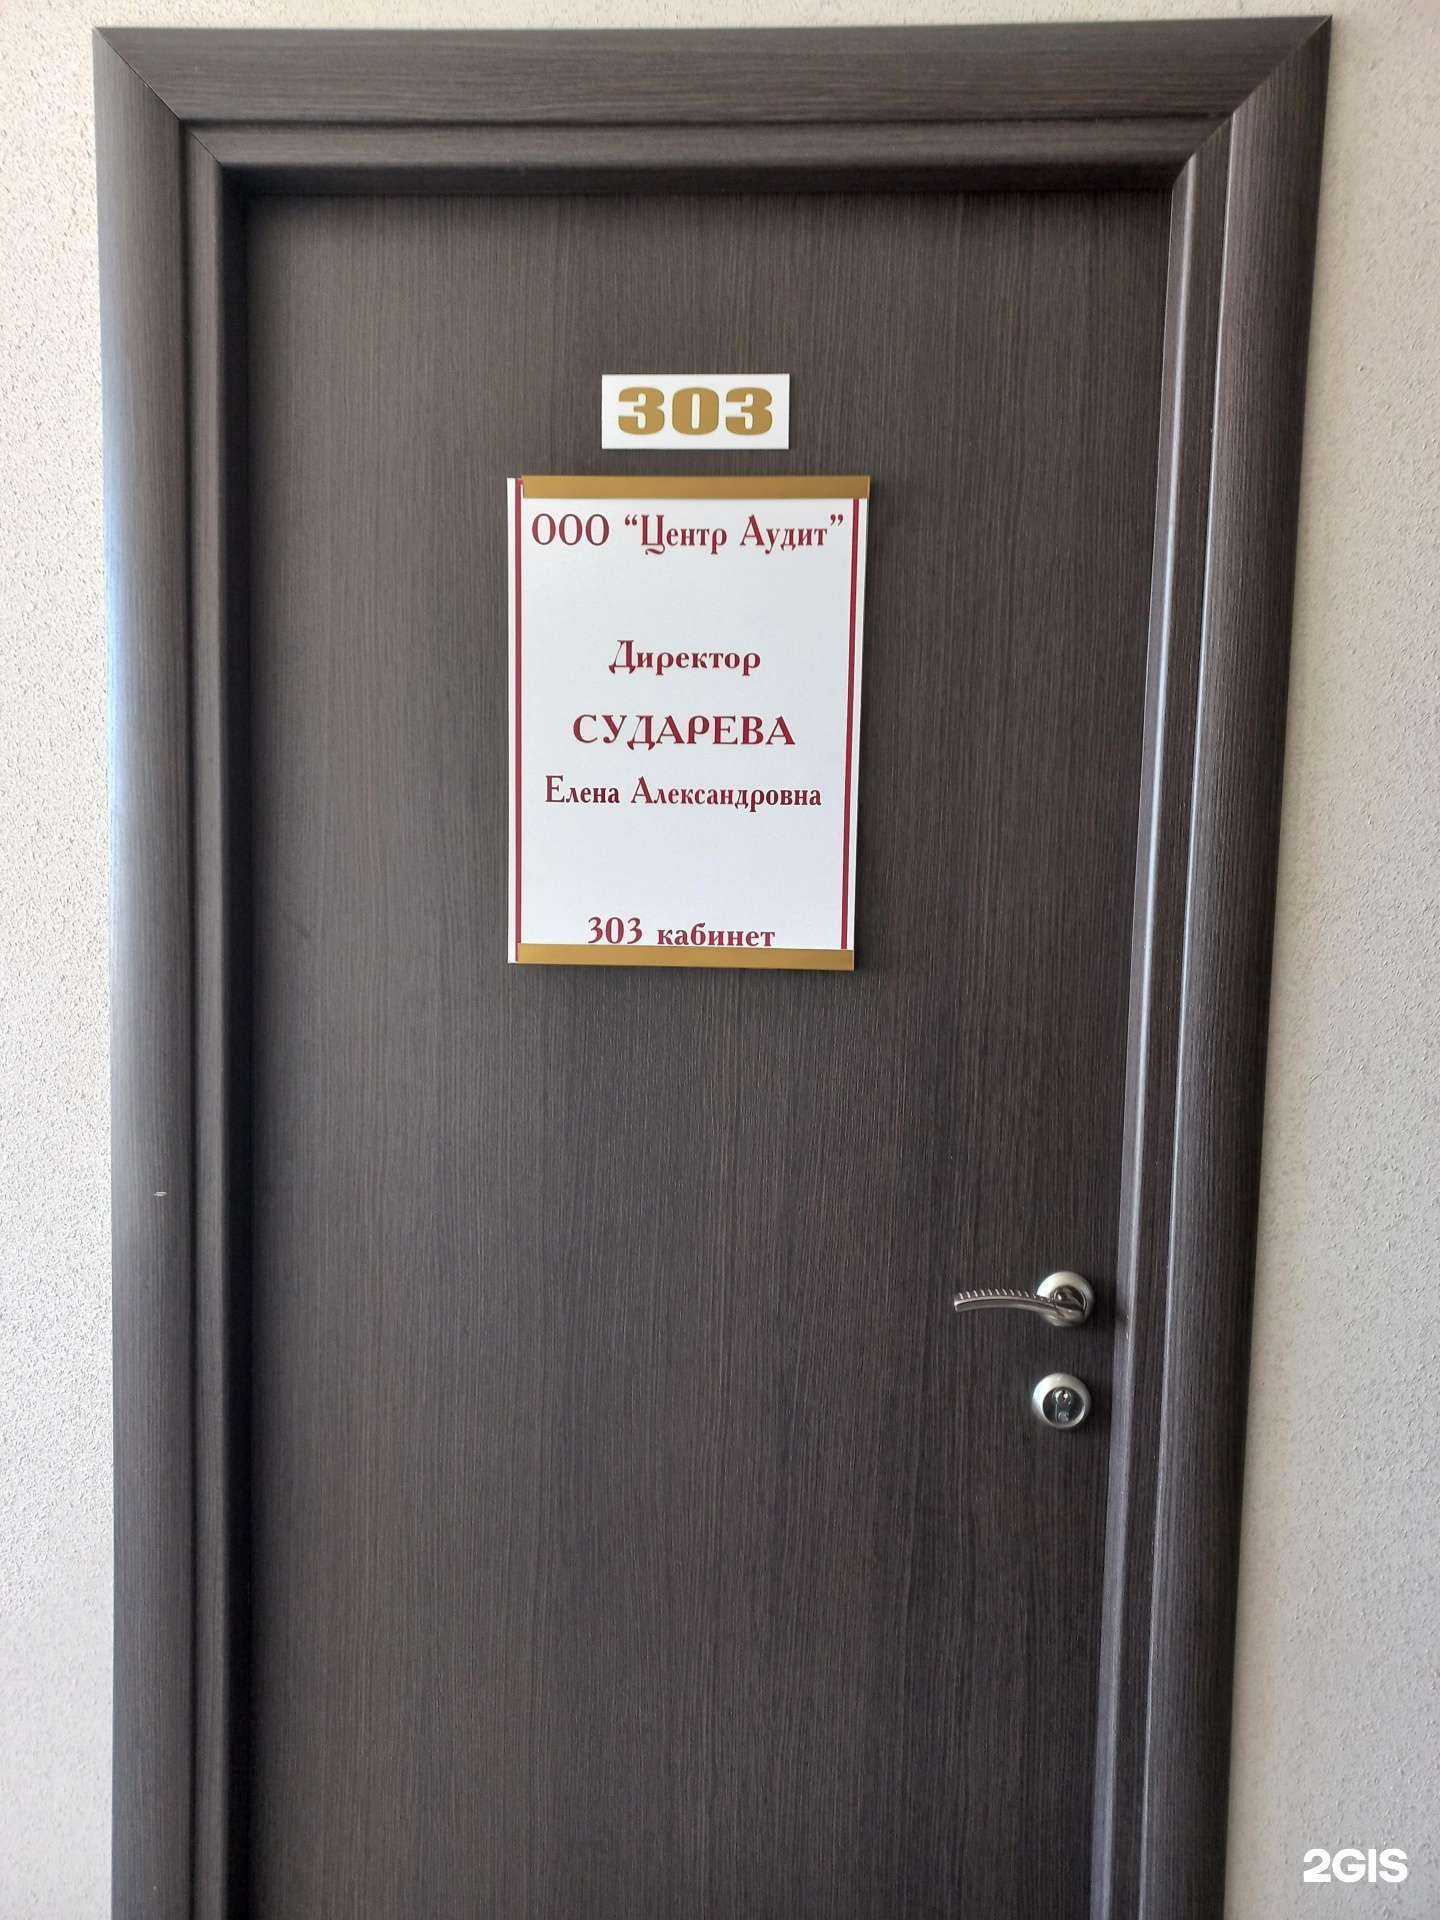 303
ООО “Центр Аудит”
Директор
СУДАРЕВА
Елена Александровна
303 кабинет
2GIS